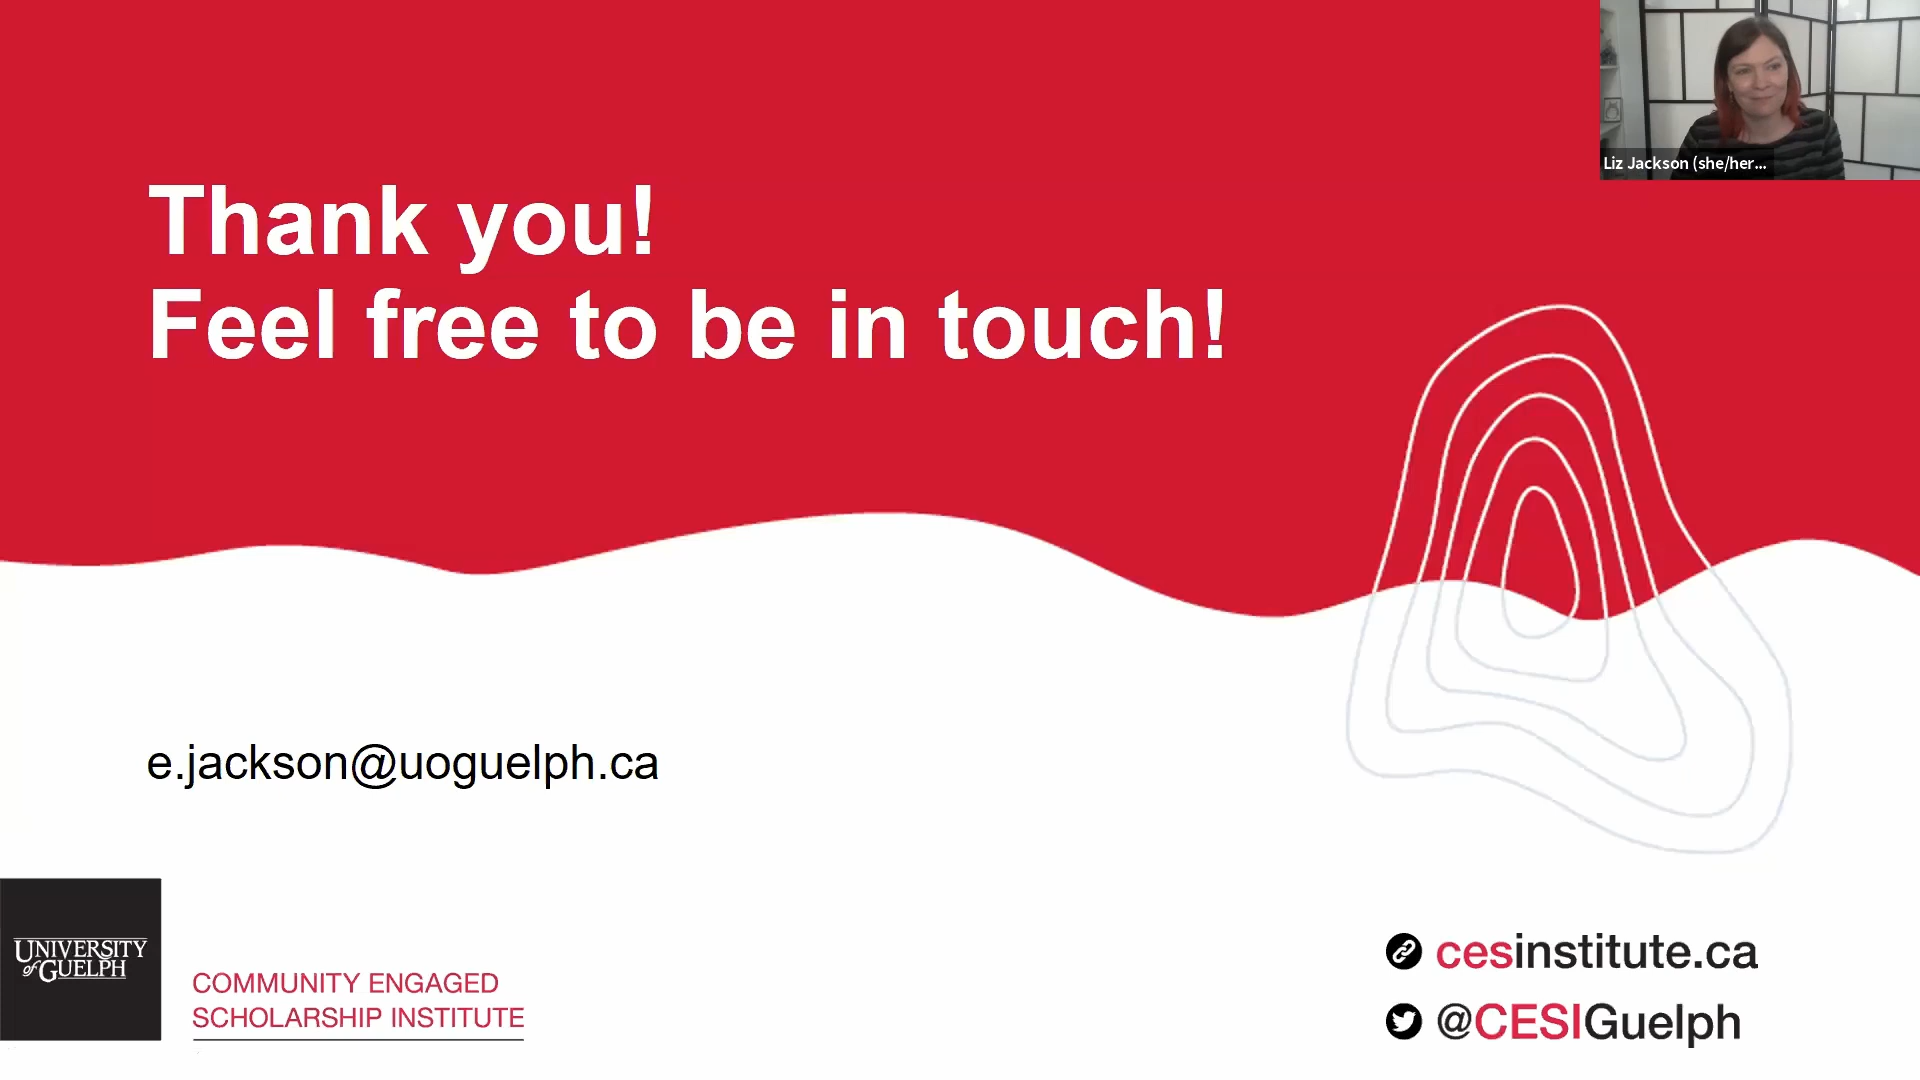 Liz Jackson (she/her...
Thank you!
Feel free to be in touch!
e.jackson@uoguelph.ca
UNIVERSITY
of GUELPH
COMMUNITY ENGAGED
SCHOLARSHIP INSTITUTE
cesinstitute.ca
@CESIGuelph